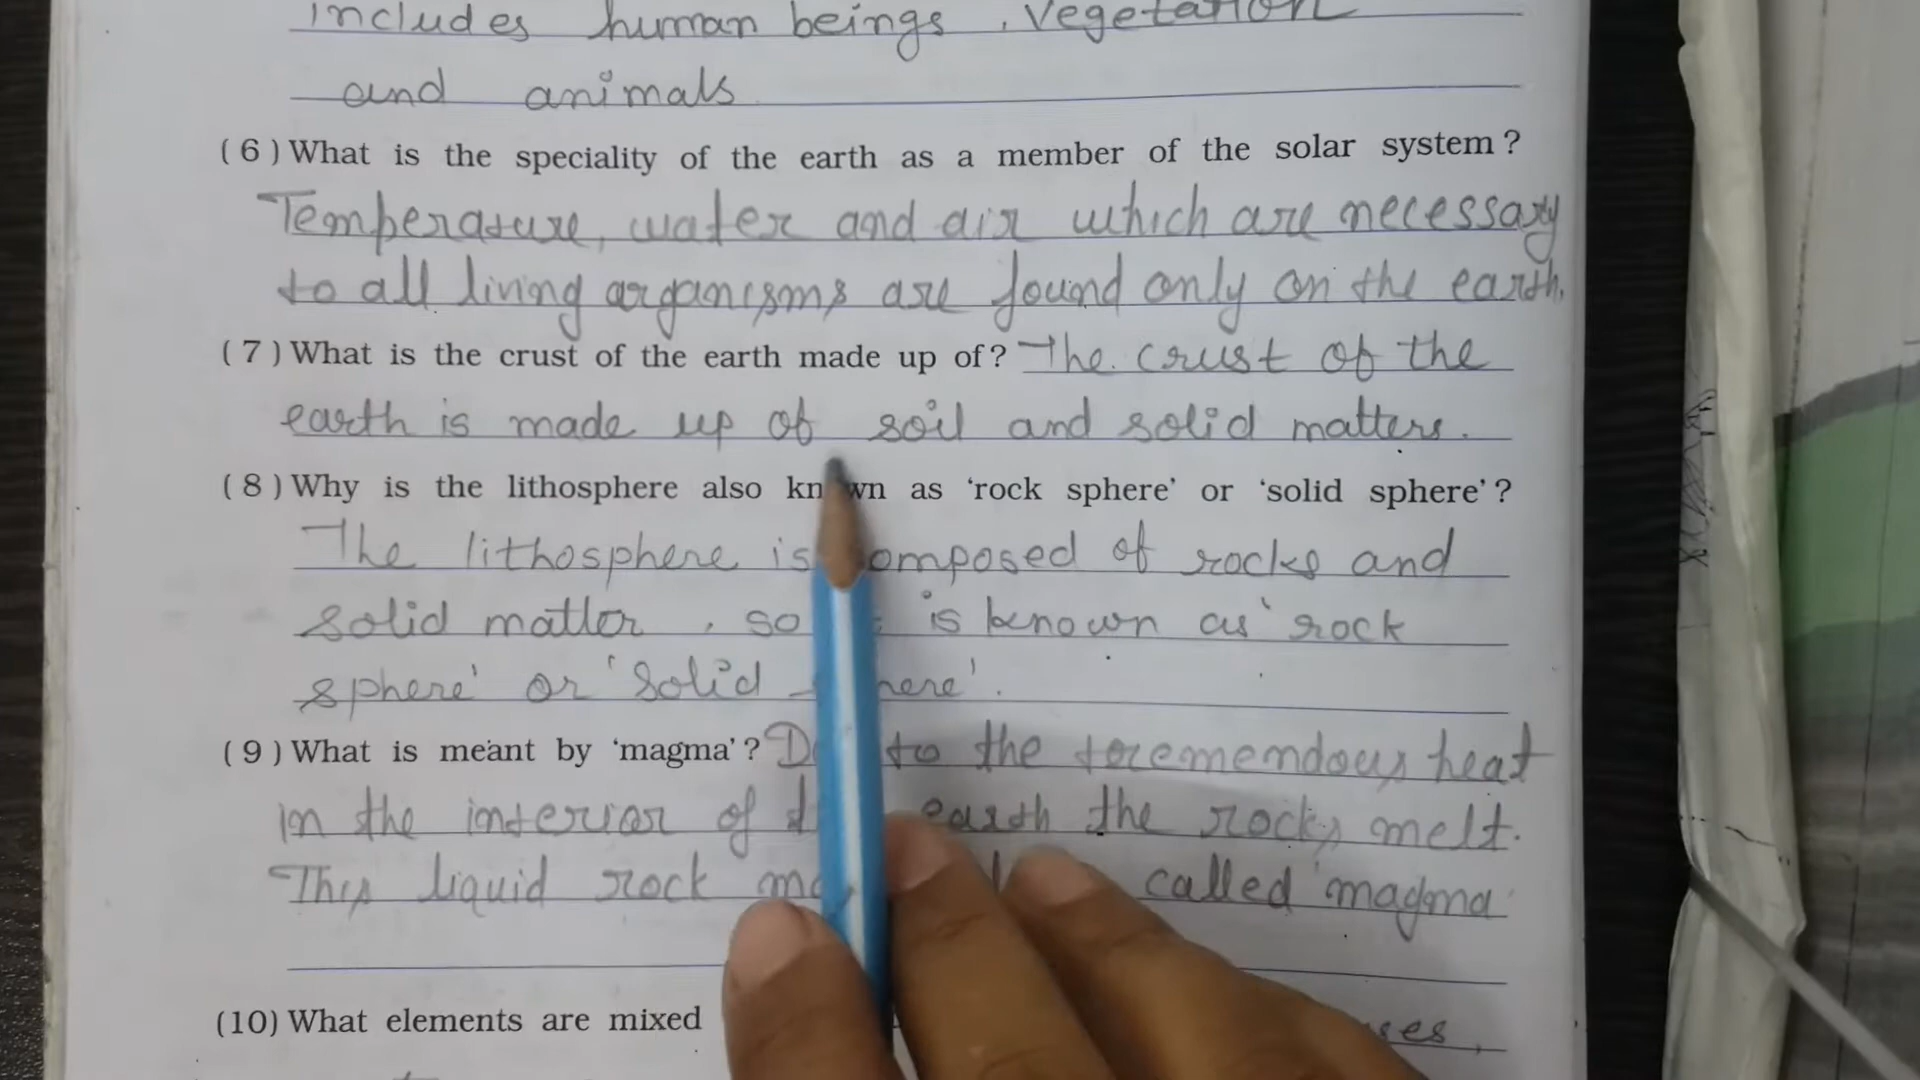 includes human beings, vegetation
and animals
(6) What is the speciality of the earth as a member of the solar system?
Temperature, water and air which are necessary
to all living organisms are found only on the earth.
(7) What is the crust of the earth made up of? The crust of the
earth is made up of soil and solid matters.
(8) Why is the lithosphere also known as 'rock sphere' or 'solid sphere'?
The lithosphere is composed of rocks and
solid matter, so is known as 'rock
sphere' or 'solid
(9) What is meant by 'magma'? to the tremendous heat
in the interior of earth the rocks melt.
This liquid rock called magma
(10) What elements are mixed